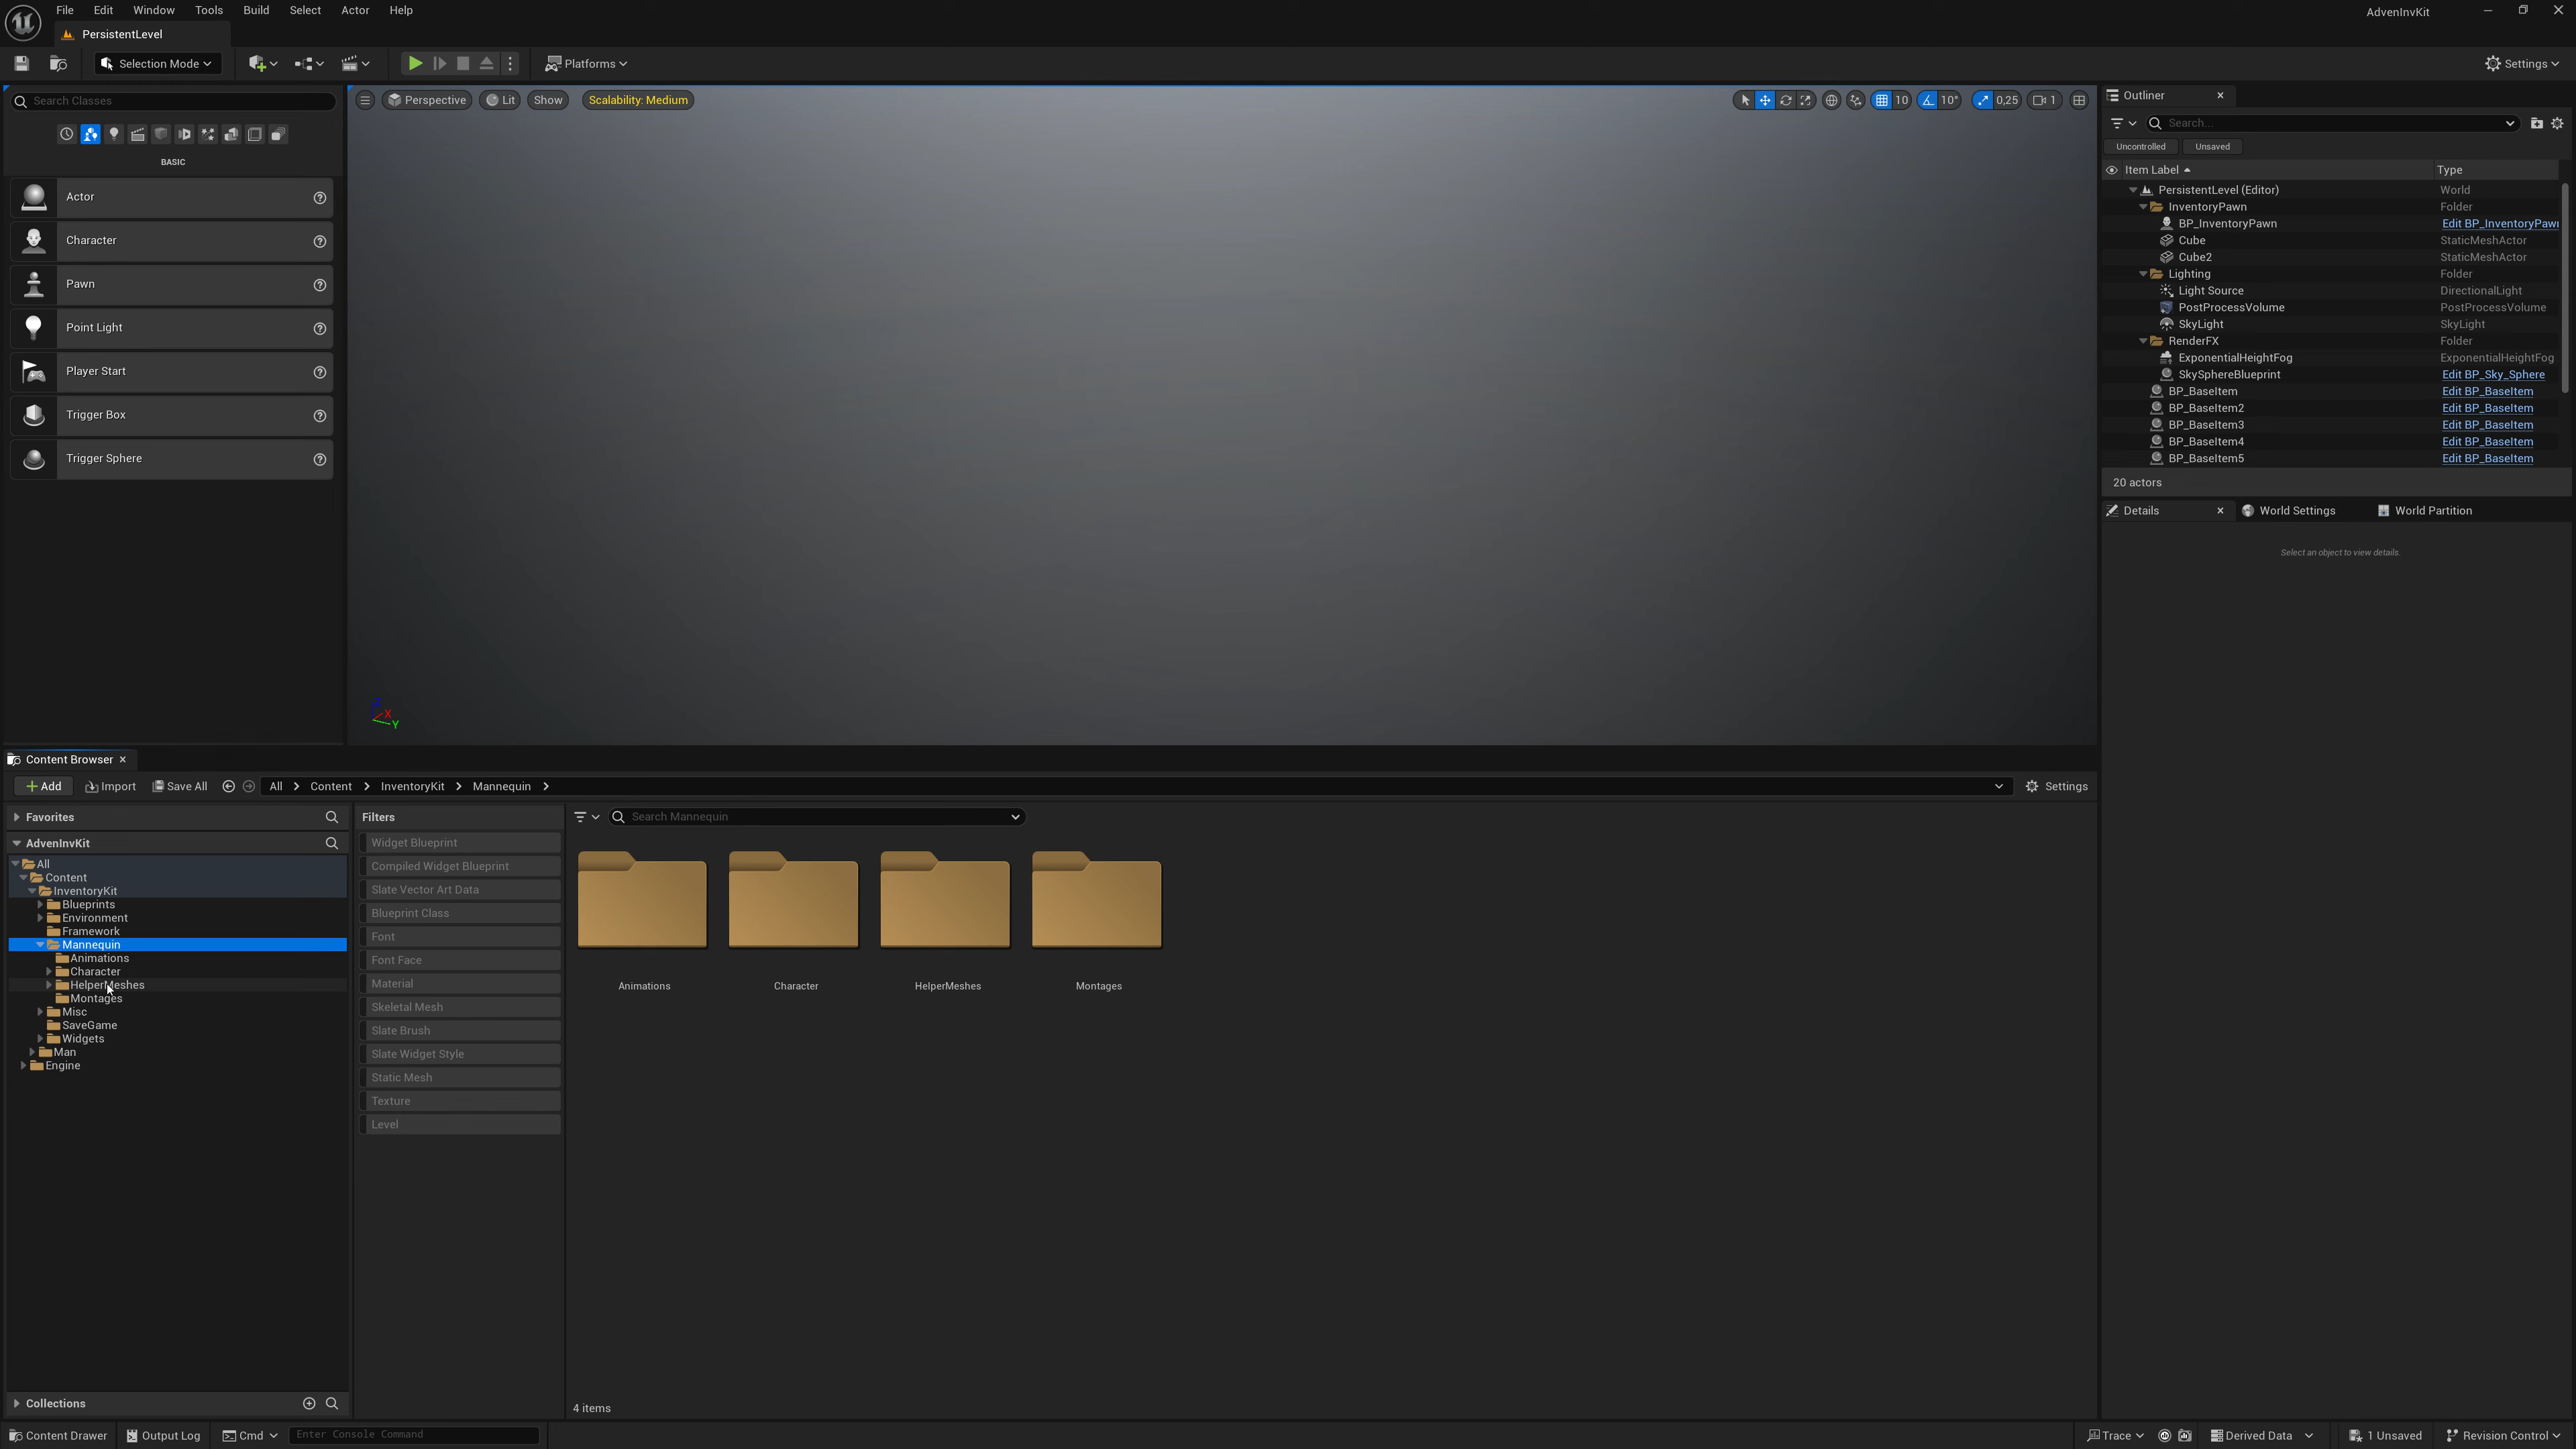 File Edit Window Tools Build Select Actor Help
AdvenInvKit
PersistentLevel
Selection Mode
Platforms
Settings
Search Classes
BASIC
Actor
Character
Pawn
Point Light
Player Start
Trigger Box
Trigger Sphere
Perspective Lit Show Scalability: Medium
10 10° 0,25 1
X
Y
Outliner
Search...
Uncontrolled Unsaved
Item Label Type
PersistentLevel (Editor) World
InventoryPawn Folder
BP_InventoryPawn Edit BP_InventoryPawn
Cube StaticMeshActor
Cube2 StaticMeshActor
Lighting Folder
Light Source DirectionalLight
PostProcessVolume PostProcessVolume
SkyLight SkyLight
RenderFX Folder
ExponentialHeightFog ExponentialHeightFog
SkySphereBlueprint Edit BP_Sky_Sphere
BP_BaseItem Edit BP_BaseItem
BP_BaseItem2 Edit BP_BaseItem
BP_BaseItem3 Edit BP_BaseItem
BP_BaseItem4 Edit BP_BaseItem
BP_BaseItem5 Edit BP_BaseItem
20 actors
Details World Settings World Partition
Select an object to view details.
Content Browser
Add Import Save All All Content InventoryKit Mannequin Settings
Favorites
AdvenInvKit
All
Content
InventoryKit
Blueprints
Environment
Framework
Mannequin
Animations
Character
HelperMeshes
Montages
Misc
SaveGame
Widgets
Man
Engine
Collections
Filters
Widget Blueprint
Compiled Widget Blueprint
Slate Vector Art Data
Blueprint Class
Font
Font Face
Material
Skeletal Mesh
Slate Brush
Slate Widget Style
Static Mesh
Texture
Level
Search Mannequin
Animations Character HelperMeshes Montages
4 items
Content Drawer Output Log Cmd Enter Console Command
Trace Derived Data 1 Unsaved Revision Control